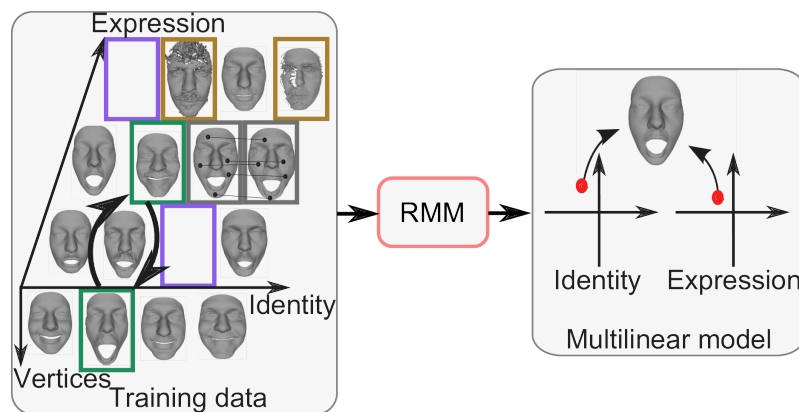 Expression
Identity
Vertices
Training data
RMM
Identity
Expression
Multilinear model